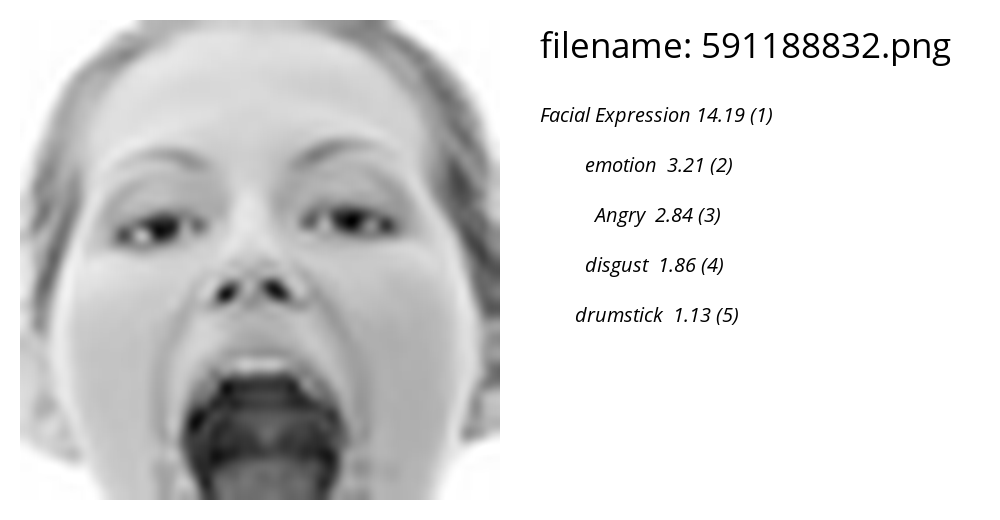 filename: 591188832.png
Facial Expression 14.19 (1)
emotion 3.21 (2)
Angry 2.84 (3)
disgust 1.86 (4)
drumstick 1.13 (5)